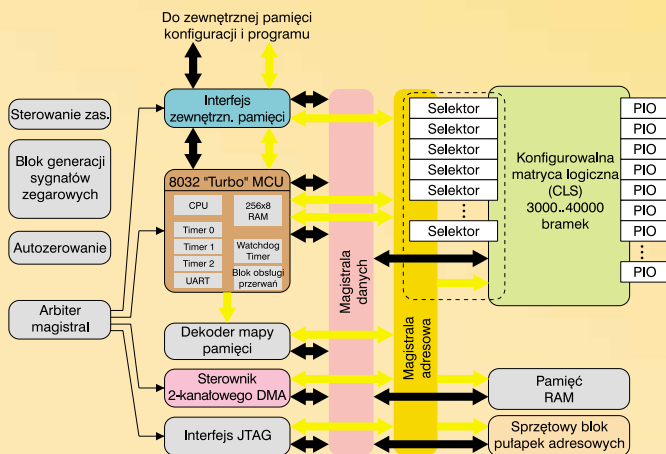 Do zewnętrznej pamięci
konfiguracji i programu
Sterowanie zas.
Blok generacji
sygnałów
zegarowych
Autozerowanie
Arbiter
magistral
Interfejs
zewnętrzn. pamięci
8032 "Turbo" MCU
CPU
256x8
RAM
Timer 0
Timer 1
Timer 2
UART
Watchdog
Timer
Blok obsługi
przerwań
Dekoder mapy
pamięci
Sterownik
2-kanałowego DMA
Interfejs JTAG
Magistrala
danych
Magistrala
adresowa
Selektor
Selektor
Selektor
Selektor
Selektor
Selektor
Konfigurowalna
matryca logiczna
(CLS)
3000..40000
bramek
PIO
PIO
PIO
PIO
PIO
PIO
PIO
PIO
Pamięć
RAM
Sprzętowy blok
pułapek adresowych